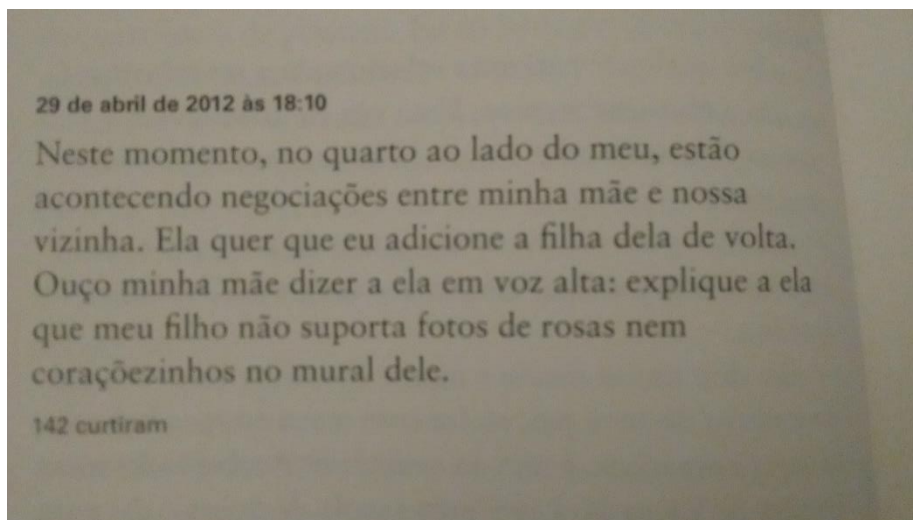 29 de abril de 2012 às 18:10
Neste momento, no quarto ao lado do meu, estão
acontecendo negociações entre minha mãe e nossa
vizinha. Ela quer que eu adicione a filha dela de volta.
Ouço minha mãe dizer a ela em voz alta: explique a ela
que meu filho não suporta fotos de rosas nem
coraçõezinhos no mural dele.
142 curtiram